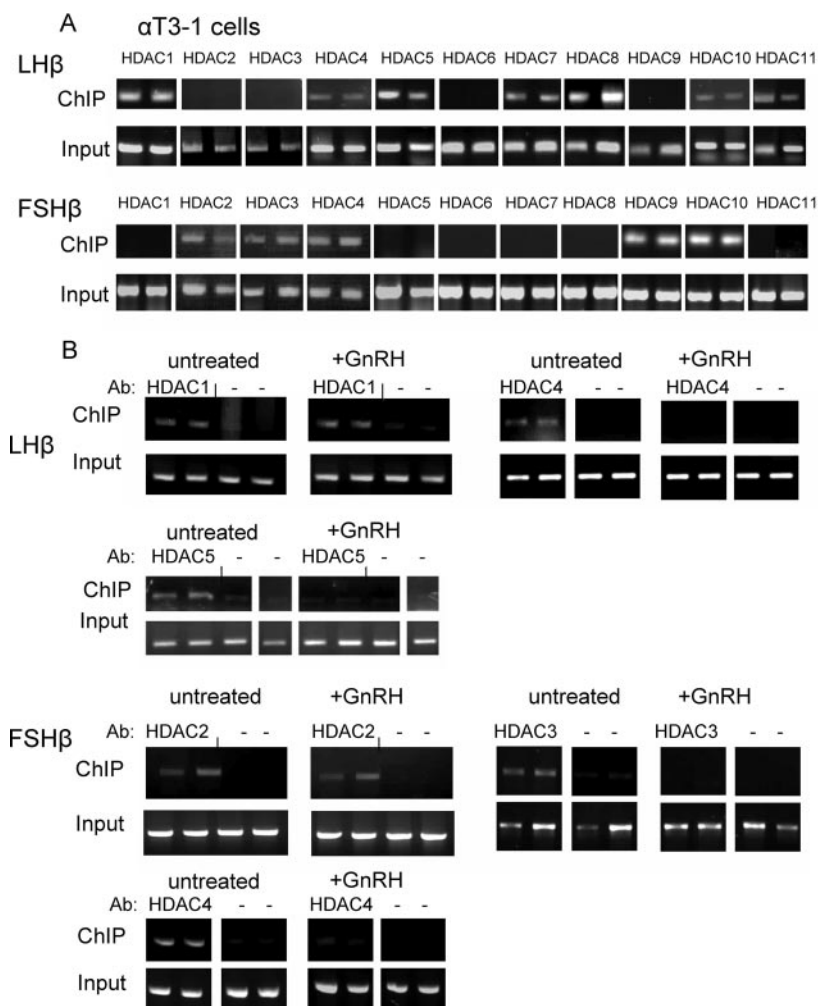 A αT3-1 cells
HDAC1 HDAC2 HDAC3 HDAC4 HDAC5 HDAC6 HDAC7 HDAC8 HDAC9 HDAC10 HDAC11
LHβ
ChIP
Input
HDAC1 HDAC2 HDAC3 HDAC4 HDAC5 HDAC6 HDAC7 HDAC8 HDAC9 HDAC10 HDAC11
FSHβ
ChIP
Input
B
untreated +GnRH untreated +GnRH
Ab: HDAC1 - - HDAC1 - - HDAC4 - - HDAC4 - -
ChIP
LHβ
Input
untreated +GnRH
Ab: HDAC5 - - HDAC5 - -
ChIP
Input
untreated +GnRH untreated +GnRH
FSHβ Ab: HDAC2 - - HDAC2 - - HDAC3 - - HDAC3 - -
ChIP
Input
untreated +GnRH
Ab: HDAC4 - - HDAC4 - -
ChIP
Input